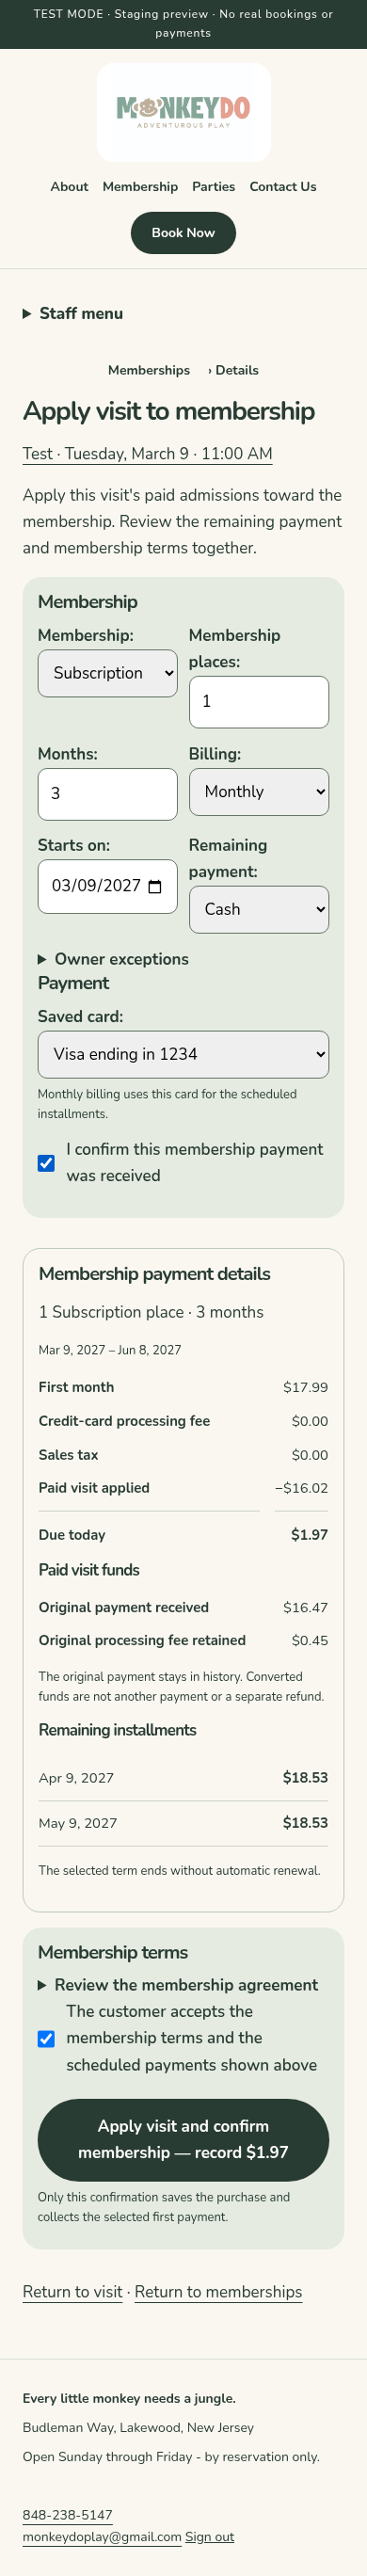 TEST MODE · Staging preview · No real bookings or
payments
MONKEYDO
ADVENTUROUS PLAY
About Membership Parties Contact Us
Book Now
Staff menu
Memberships › Details
Apply visit to membership
Test · Tuesday, March 9 · 11:00 AM
Apply this visit's paid admissions toward the
membership. Review the remaining payment
and membership terms together.
Membership
Membership:
Subscription
Membership
places:
1
Months:
3
Billing:
Monthly
Starts on:
03/09/2027
Remaining
payment:
Cash
Owner exceptions
Payment
Saved card:
Visa ending in 1234
Monthly billing uses this card for the scheduled
installments.
I confirm this membership payment
was received
Membership payment details
1 Subscription place · 3 months
Mar 9, 2027 – Jun 8, 2027
First month $17.99
Credit-card processing fee $0.00
Sales tax $0.00
Paid visit applied −$16.02
Due today $1.97
Paid visit funds
Original payment received $16.47
Original processing fee retained $0.45
The original payment stays in history. Converted
funds are not another payment or a separate refund.
Remaining installments
Apr 9, 2027 $18.53
May 9, 2027 $18.53
The selected term ends without automatic renewal.
Membership terms
Review the membership agreement
The customer accepts the
membership terms and the
scheduled payments shown above
Apply visit and confirm
membership — record $1.97
Only this confirmation saves the purchase and
collects the selected first payment.
Return to visit · Return to memberships
Every little monkey needs a jungle.
Budleman Way, Lakewood, New Jersey
Open Sunday through Friday - by reservation only.
848-238-5147
monkeydoplay@gmail.com Sign out